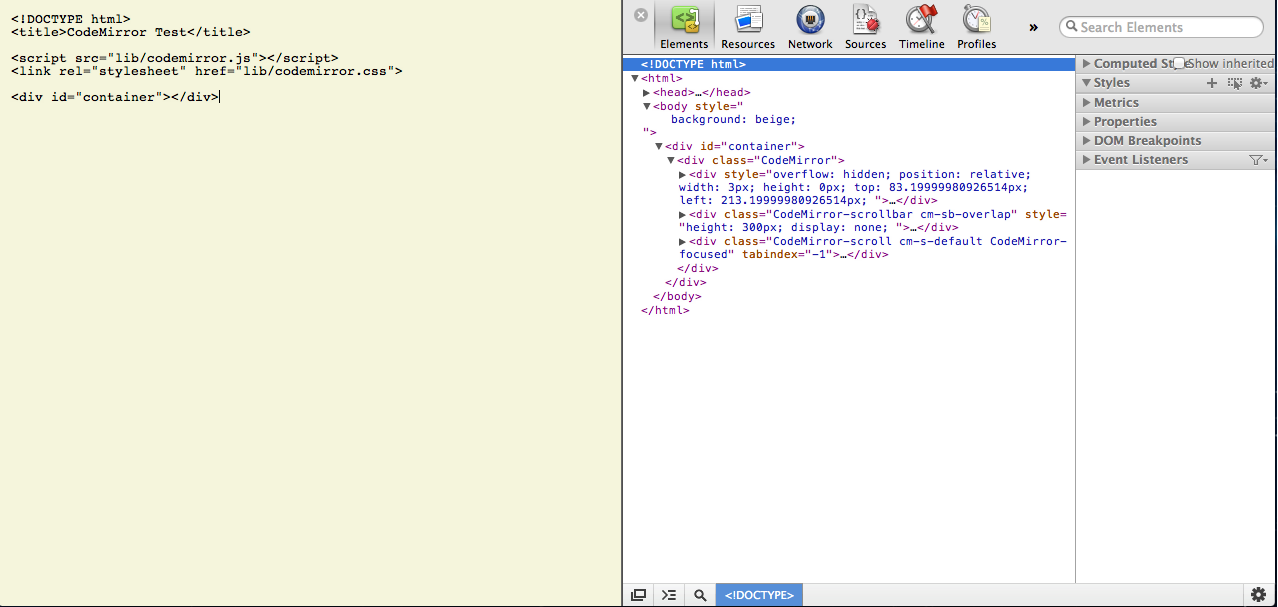 <!DOCTYPE html>
<title>CodeMirror Test</title>
<script src="lib/codemirror.js"></script>
<link rel="stylesheet" href="lib/codemirror.css">
<div id="container"></div>
Elements
Resources
Network
Sources
Timeline
Profiles
»
Search Elements
<!DOCTYPE html>
<html>
<head>…</head>
<body style="
background: beige;
">
<div id="container">
<div class="CodeMirror">
<div style="overflow: hidden; position: relative;
width: 3px; height: 0px; top: 83.19999980926514px;
left: 213.19999980926514px; ">…</div>
<div class="CodeMirror-scrollbar cm-sb-overlap" style=
"height: 300px; display: none; ">…</div>
<div class="CodeMirror-scroll cm-s-default CodeMirror-
focused" tabindex="-1">…</div>
</div>
</div>
</body>
</html>
Computed Style Show inherited
Styles
Metrics
Properties
DOM Breakpoints
Event Listeners
<!DOCTYPE>